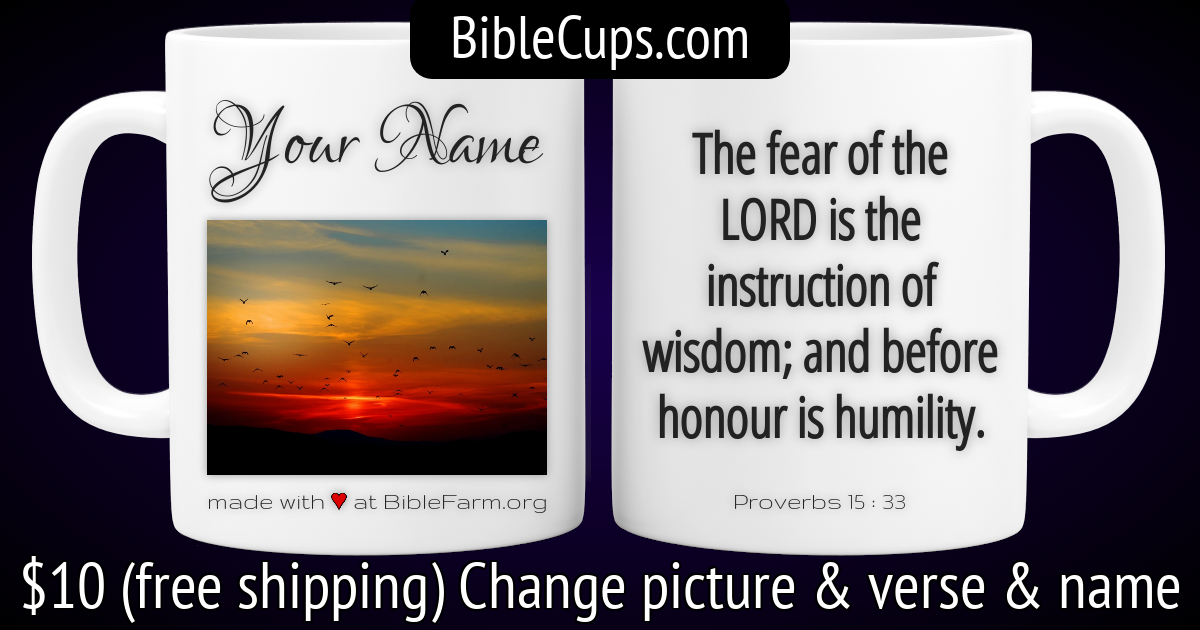 BibleCups.com
Your Name
made with ♥ at BibleFarm.org
The fear of the
LORD is the
instruction of
wisdom; and before
honour is humility.
Proverbs 15 : 33
$10 (free shipping) Change picture & verse & name